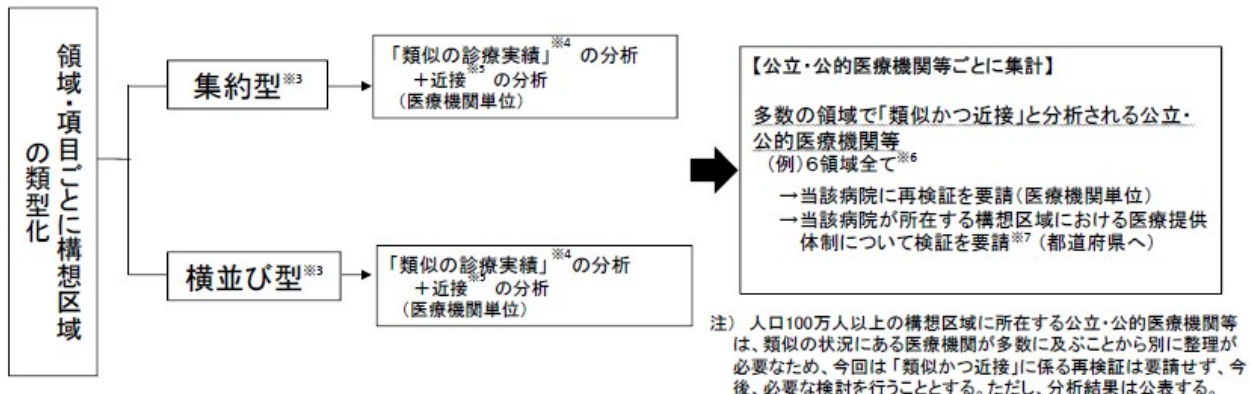 領域・項目ごとに構想区域
の類型化
集約型※3
「類似の診療実績」※4 の分析
+近接※5 の分析
(医療機関単位)
横並び型※3
「類似の診療実績」※4の分析
+近接※5 の分析
(医療機関単位)
【公立・公的医療機関等ごとに集計】
多数の領域で「類似かつ近接」と分析される公立・
公的医療機関等
(例)6領域全て※6
→当該病院に再検証を要請(医療機関単位)
→当該病院が所在する構想区域における医療提供
体制について検証を要請※7 (都道府県へ)
注) 人口100万人以上の構想区域に所在する公立・公的医療機関等
は、類似の状況にある医療機関が多数に及ぶことから別に整理が
必要なため、今回は「類似かつ近接」に係る再検証は要請せず、今
後、必要な検討を行うこととする。ただし、分析結果は公表する。